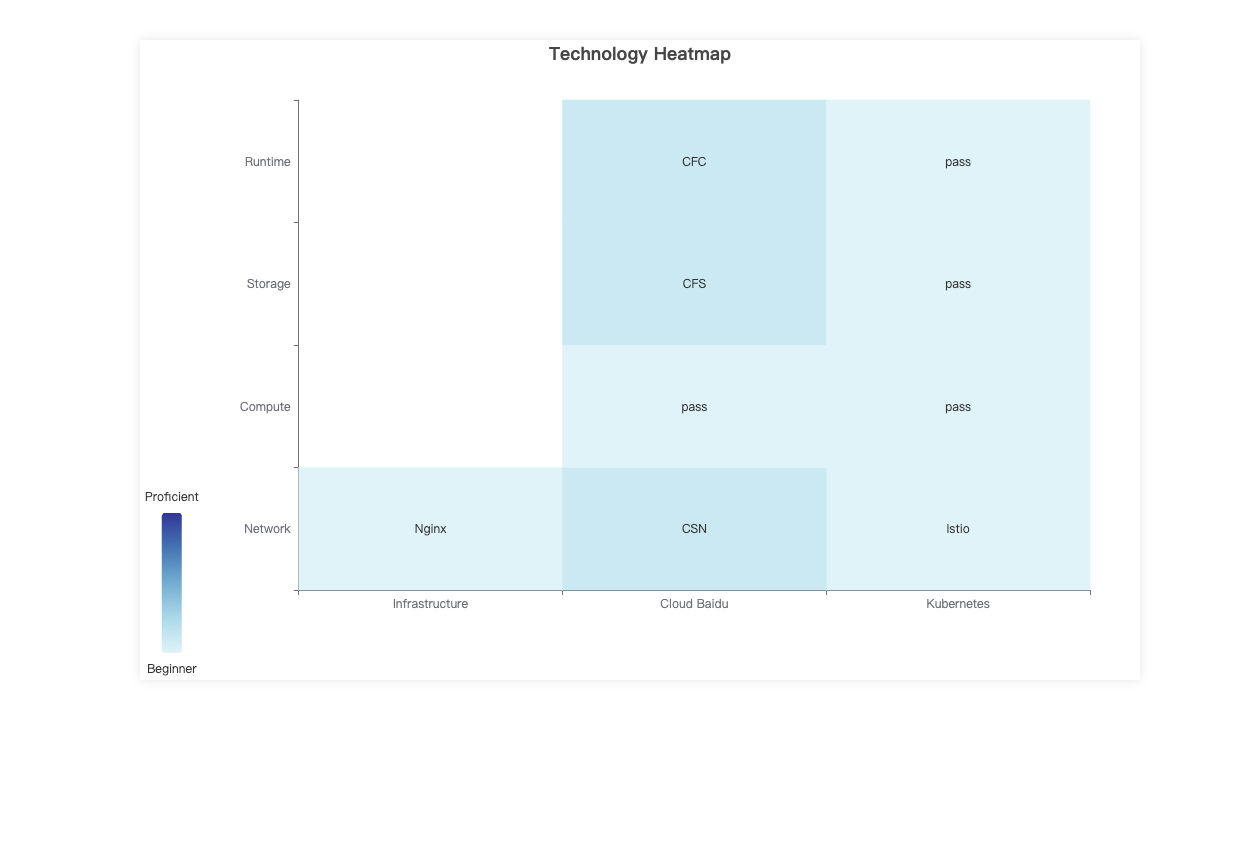 Technology Heatmap
Runtime
CFC
pass
Storage
CFS
pass
Compute
pass
pass
Proficient
Network
Nginx
CSN
Istio
Infrastructure
Cloud Baidu
Kubernetes
Beginner